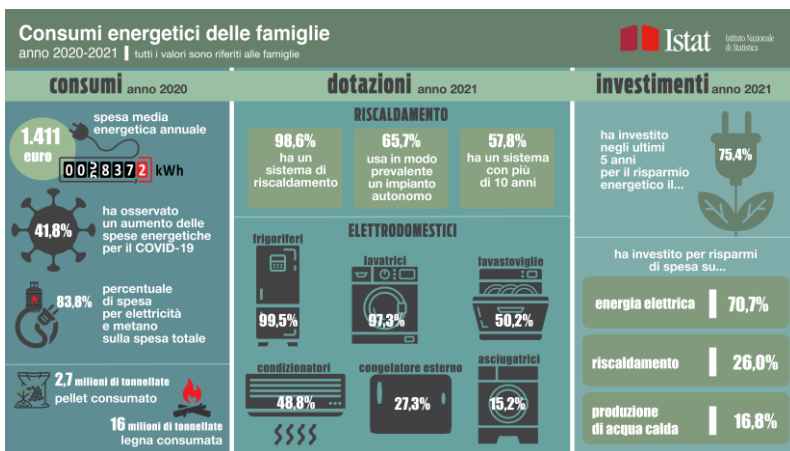 Consumi energetici delle famiglie
anno 2020-2021 | tutti i valori sono riferiti alle famiglie
Istat
Istituto Nazionale
di Statistica
consumi anno 2020
spesa media
energetica annuale
1.411
euro
kWh
41,8%
ha osservato
un aumento delle
spese energetiche
per il COVID-19
83,8%
percentuale
di spesa
per elettricità
e metano
sulla spesa totale
2,7 milioni di tonnellate
pellet consumato
16 milioni di tonnellate
legna consumata
dotazioni anno 2021
RISCALDAMENTO
98,6%
ha un
sistema di
riscaldamento
65,7%
usa in modo
prevalente
un impianto
autonomo
57,8%
ha un sistema
con più
di 10 anni
ELETTRODOMESTICI
frigoriferi
99,5%
lavatrici
97,3%
lavastoviglie
50,2%
condizionatori
48,8%
congelatore esterno
27,3%
asciugatrici
15,2%
investimenti anno 2021
ha investito
negli ultimi
5 anni
per il risparmio
energetico il...
75,4%
ha investito per risparmi
di spesa su...
energia elettrica | 70,7%
riscaldamento | 26,0%
produzione
di acqua calda | 16,8%